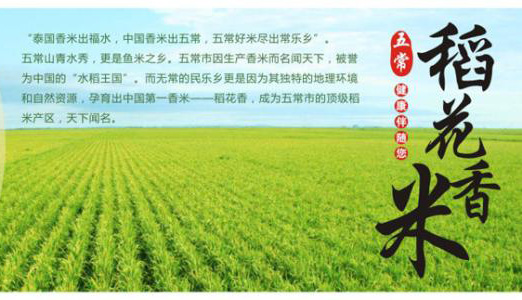 “泰国香米出福水，中国香米出五常，五常好米尽出常乐乡”。
五常山青水秀，更是鱼米之乡。五常市因生产香米而名闻天下，被誉
为中国的“水稻王国”。而无常的民乐乡更是因为其独特的地理环境
和自然资源，孕育出中国第一香米——稻花香，成为五常市的顶级稻
米产区，天下闻名。
五常
健康伴随您
稻花香米